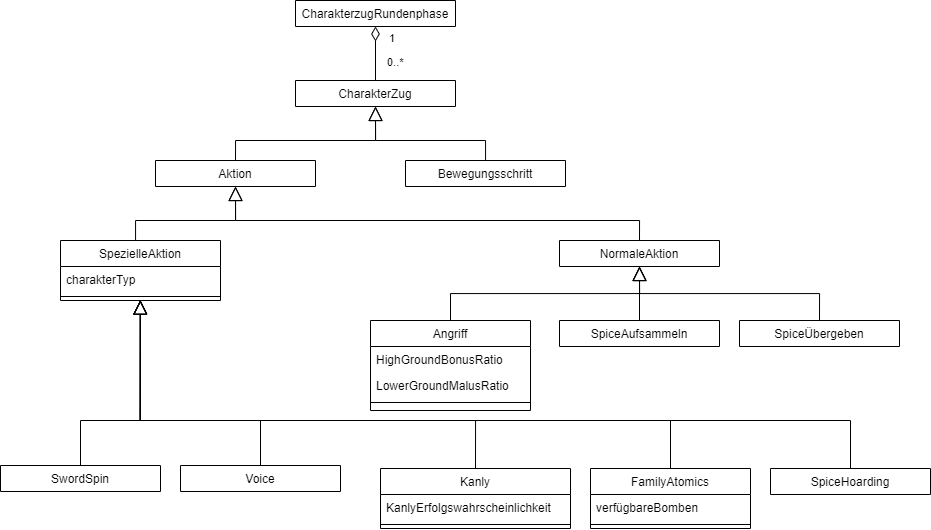 CharakterzugRundenphase
1
0..*
CharakterZug
Aktion
Bewegungsschritt
SpezielleAktion
charakterTyp
NormaleAktion
Angriff
HighGroundBonusRatio
LowerGroundMalusRatio
SpiceAufsammeln
SpiceÜbergeben
SwordSpin
Voice
Kanly
KanlyErfolgswahrscheinlichkeit
FamilyAtomics
verfügbareBomben
SpiceHoarding